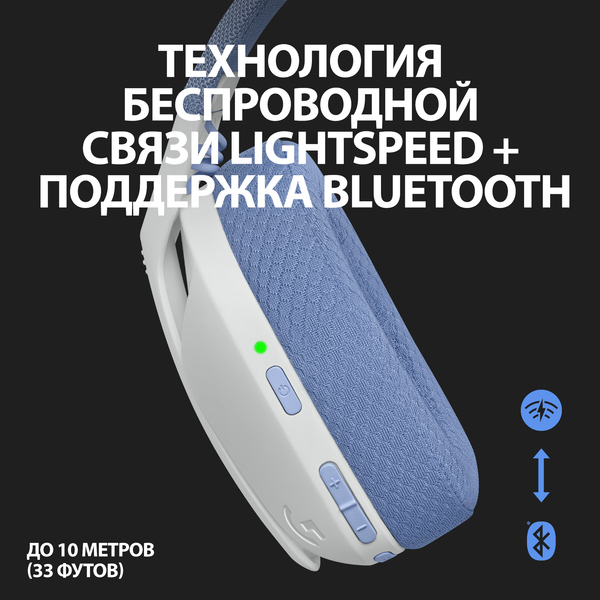 ТЕХНОЛОГИЯ
БЕСПРОВОДНОЙ
СВЯЗИ LIGHTSPEED +
ПОДДЕРЖКА BLUETOOTH
+
-
ДО 10 МЕТРОВ
(33 ФУТОВ)